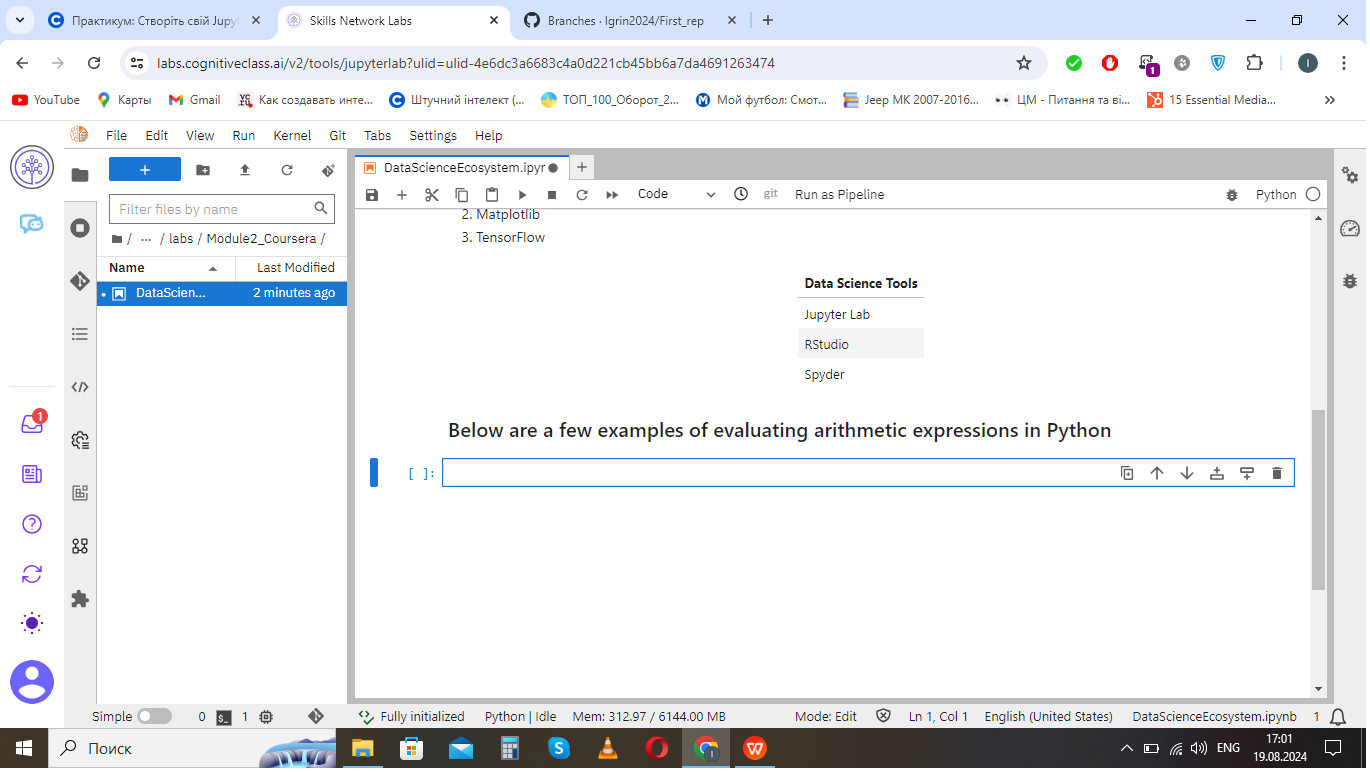 Практикум: Створіть свій Jupyt
Skills Network Labs
Branches · Igrin2024/First_rep
labs.cognitiveclass.ai/v2/tools/jupyterlab?ulid=ulid-4e6dc3a6683c4a0d221cb45bb6a7da4691263474
1
I
YouTube
Карты
Gmail
Как создавать инте...
Штучний інтелект (...
ТОП_100_Оборот_2...
Мой футбол: Смот...
Jeep МК 2007-2016...
ЦМ - Питання та ві...
15 Essential Media...
File Edit View Run Kernel Git Tabs Settings Help
Filter files by name
/ ... / labs / Module2_Coursera /
Name Last Modified
DataScien... 2 minutes ago
1
DataScienceEcosystem.ipyr
Code
git
Run as Pipeline
Python
2. Matplotlib
3. TensorFlow
Data Science Tools
Jupyter Lab
RStudio
Spyder
Below are a few examples of evaluating arithmetic expressions in Python
[ ]:
Simple 0 1 Fully initialized Python | Idle Mem: 312.97 / 6144.00 MB Mode: Edit Ln 1, Col 1 English (United States) DataScienceEcosystem.ipynb 1
Поиск
ENG
17:01
19.08.2024